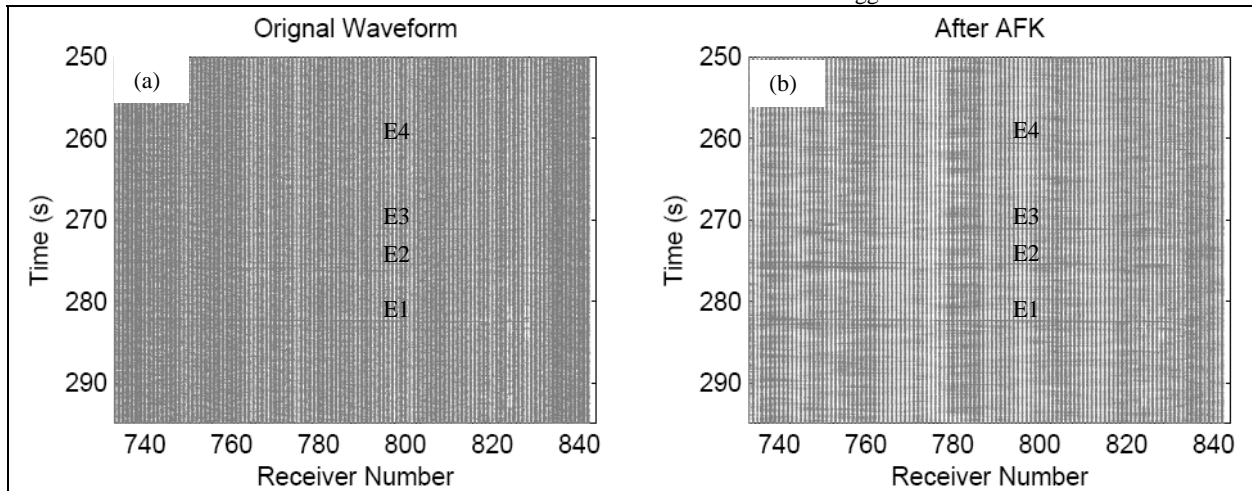 gg
Orignal Waveform
(a)
250
260
270
280
290
Time (s)
E4
E3
E2
E1
740 760 780 800 820 840
Receiver Number
After AFK
(b)
250
260
270
280
290
Time (s)
E4
E3
E2
E1
740 760 780 800 820 840
Receiver Number